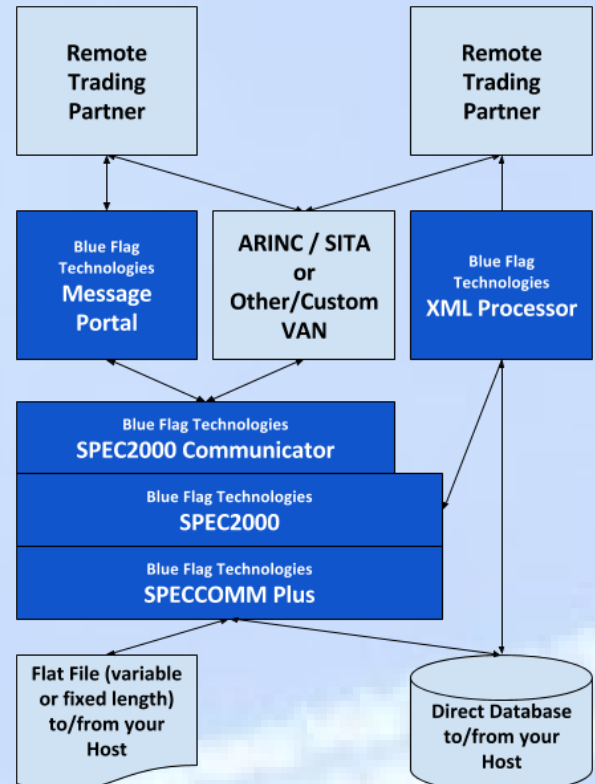 Remote
Trading
Partner
Remote
Trading
Partner
Blue Flag
Technologies
Message
Portal
ARINC / SITA
or
Other/Custom
VAN
Blue Flag
Technologies
XML Processor
Blue Flag Technologies
SPEC2000 Communicator
Blue Flag Technologies
SPEC2000
Blue Flag Technologies
SPECCOMM Plus
Flat File (variable
or fixed length)
to/from your
Host
Direct Database
to/from your
Host